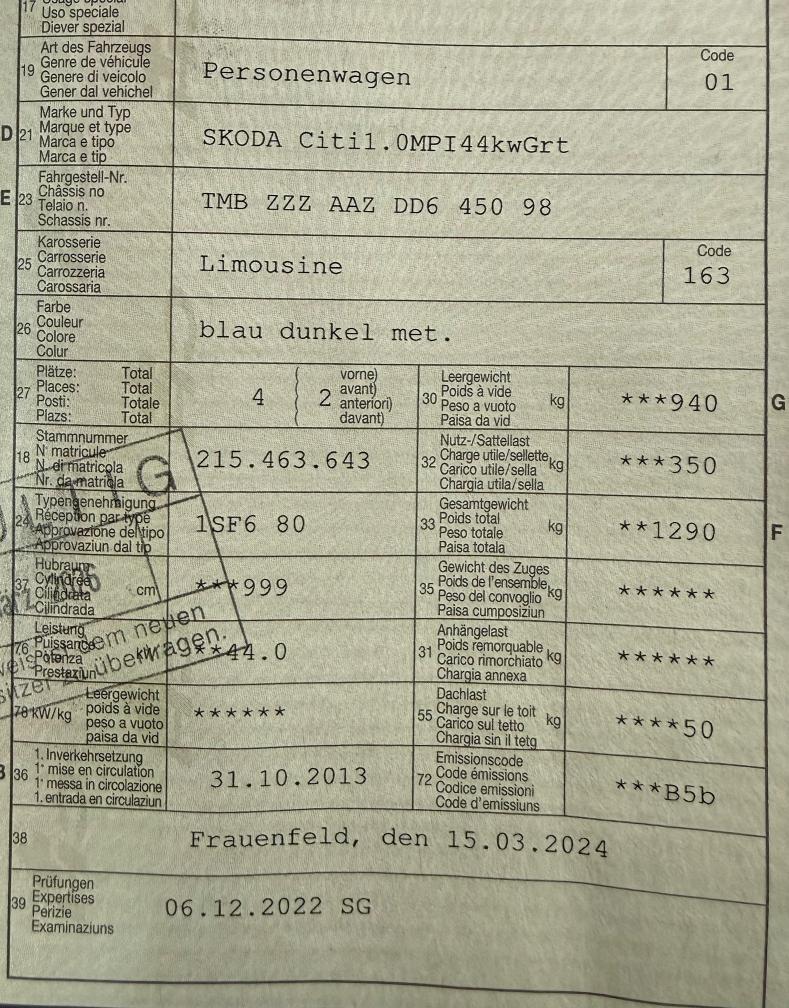 17 Usage spécial
Uso speciale
Diever spezial
19 Art des Fahrzeugs
Genre de véhicule
Genere di veicolo
Gener dal vehichel
Personenwagen
Code
01
D 21 Marke und Typ
Marque et type
Marca e tipo
Marca e tip
SKODA Citi1.0MPI44kwGrt
E 23 Fahrgestell-Nr.
Châssis no
Telaio n.
Schassis nr.
TMB ZZZ AAZ DD6 450 98
25 Karosserie
Carrosserie
Carrozzeria
Carossaria
Limousine
Code
163
26 Farbe
Couleur
Colore
Colur
blau dunkel met.
27 Plätze: Total
Places: Total
Posti: Totale
Plazs: Total
4 ( 2 vorne)
avant)
anteriori)
davant)
30 Leergewicht
Poids à vide
Peso a vuoto
Paisa da vid
kg
***940
G
18 Stammnummer
N° matricule
N. di matricola
Nr. da matricla
215.463.643
32 Nutz-/Sattellast
Charge utile/sellette
Carico utile/sella
Chargia utila/sella
kg
***350
24 Typengenehmigung
Réception par type
Approvazione del tipo
Approvaziun dal tip
1SF6 80
33 Gesamtgewicht
Poids total
Peso totale
Paisa totala
kg
**1290
F
37 Hubraum
Cylindrée
Cilindrata
Cilindrada
cm
***999
35 Gewicht des Zuges
Poids de l'ensemble
Peso del convoglio
Paisa cumposiziun
kg
******
76 Leistung
Puissance
Potenza
Prestaziun
kW
**44.0
31 Anhängelast
Poids remorquable
Carico rimorchiato
Chargia annexa
kg
******
78 kW/kg Leergewicht
poids à vide
peso a vuoto
paisa da vid
******
55 Dachlast
Charge sur le toit
Carico sul tetto
Chargia sin il tetg
kg
****50
B 36 1. Inverkehrsetzung
1re mise en circulation
1a messa in circolazione
1. entrada en circulaziun
31.10.2013
72 Emissionscode
Code émissions
Codice emissioni
Code d'emissiuns
***B5b
38 Frauenfeld, den 15.03.2024
39 Prüfungen
Expertises
Perizie
Examinaziuns
06.12.2022 SG
dem neuen
übertragen.